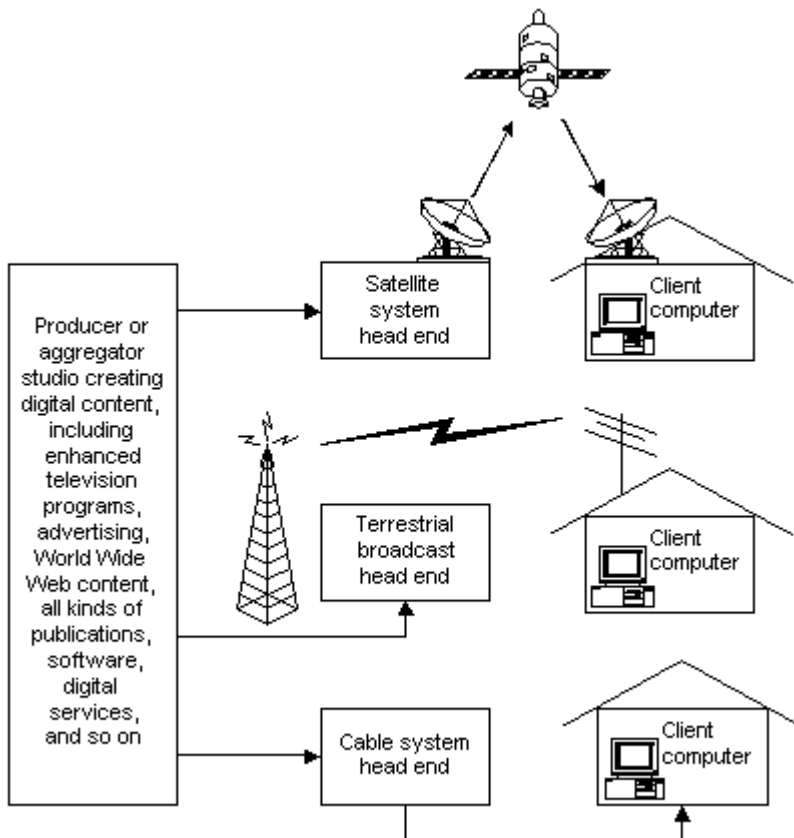 Producer or
aggregator
studio creating
digital content,
including
enhanced
television
programs,
advertising,
World Wide
Web content,
all kinds of
publications,
software,
digital
services,
and so on
Satellite
system
head end
Client
computer
Terrestrial
broadcast
head end
Client
computer
Cable system
head end
Client
computer